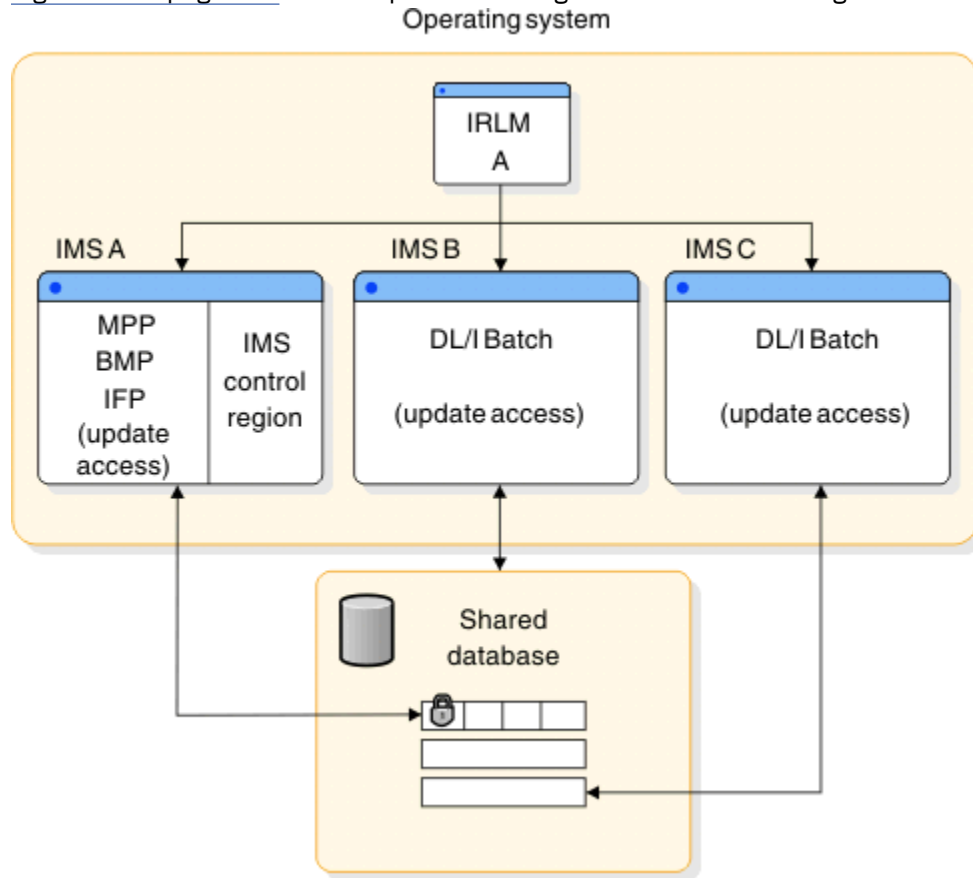 Operating system
IRLM
A
IMS A
IMS B
IMS C
MPP
BMP
IFP
(update
access)
IMS
control
region
DL/I Batch
(update access)
DL/I Batch
(update access)
Shared
database